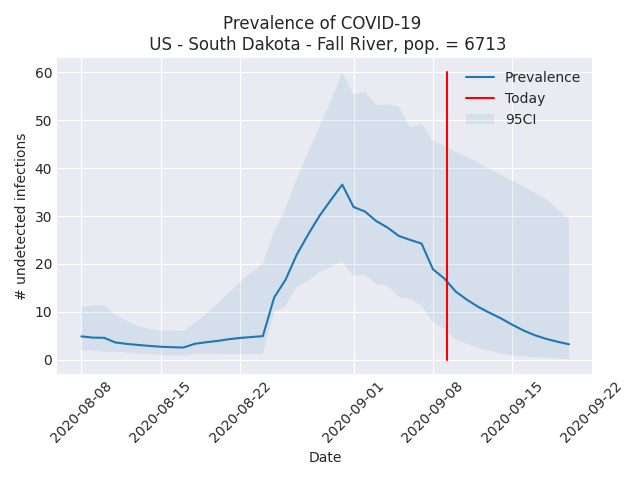 Prevalence of COVID-19
US - South Dakota - Fall River, pop. = 6713
60
50
40
30
20
10
0
# undetected infections
Prevalence
Today
95CI
2020-08-08
2020-08-15
2020-08-22
2020-09-01
2020-09-08
2020-09-15
2020-09-22
Date